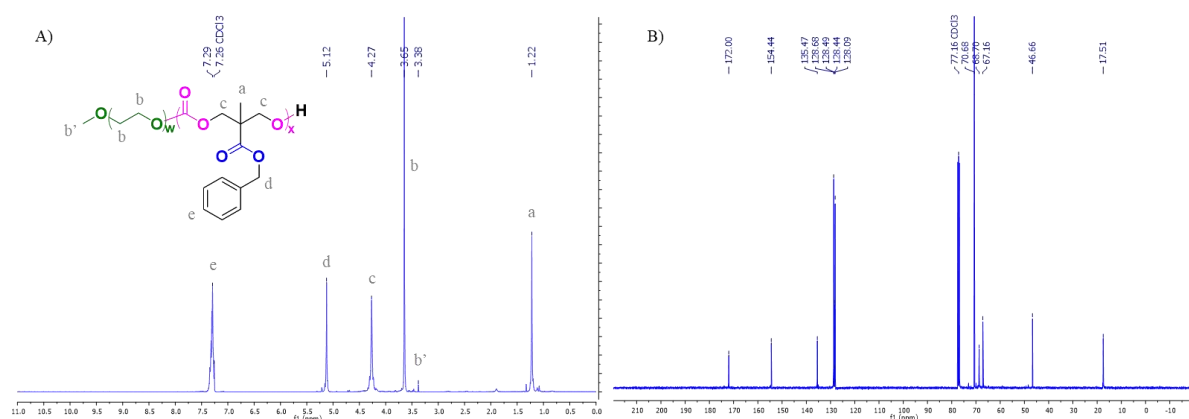 A)
7.29
7.26 CDCl3
5.12
4.27
3.65
3.38
1.22
a
b
O
H
c
c
b'
O
O
w
O
O
x
b
O
O
d
e
b
a
e
d
c
b'
11.0 10.5 10.0 9.5 9.0 8.5 8.0 7.5 7.0 6.5 6.0 5.5 5.0 4.5 4.0 3.5 3.0 2.5 2.0 1.5 1.0 0.5 0.0
f1 (ppm)
B)
172.00
154.44
135.47
128.68
128.49
128.44
128.09
77.16 CDCl3
70.68
68.70
67.16
46.66
17.51
210 200 190 180 170 160 150 140 130 120 110 100 90 80 70 60 50 40 30 20 10 0 -10
f1 (ppm)